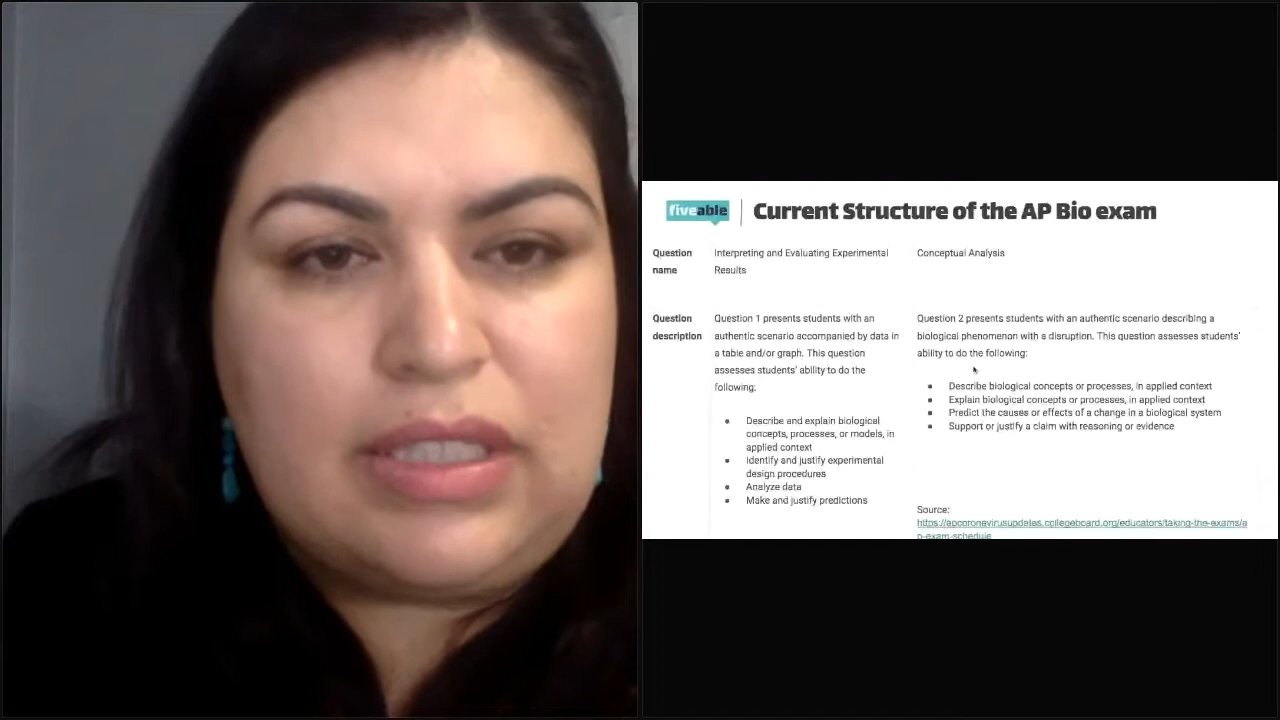 fiveable
Current Structure of the AP Bio exam
Question
name
Interpreting and Evaluating Experimental
Results
Conceptual Analysis
Question
description
Question 1 presents students with an
authentic scenario accompanied by data in
a table and/or graph. This question
assesses students' ability to do the
following:
• Describe and explain biological
concepts, processes, or models, in
applied context
• Identify and justify experimental
design procedures
• Analyze data
• Make and justify predictions
Question 2 presents students with an authentic scenario describing a
biological phenomenon with a disruption. This question assesses students'
ability to do the following:
• Describe biological concepts or processes, in applied context
• Explain biological concepts or processes, in applied context
• Predict the causes or effects of a change in a biological system
• Support or justify a claim with reasoning or evidence
Source:
https://apcoronavirusupdates.collegeboard.org/educators/taking-the-exams/a
p-exam-schedule